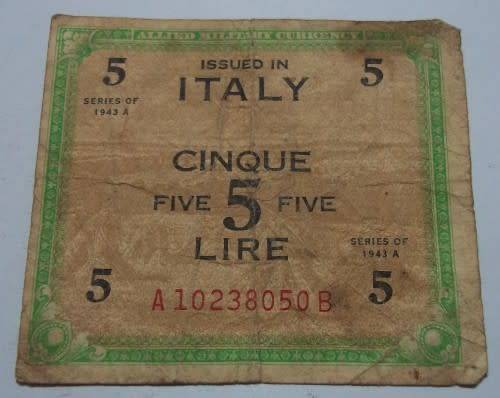 ALLIED MILITARY CURRENCY
5 ISSUED IN 5
ITALY
SERIES OF
1943 A
CINQUE
FIVE 5 FIVE
LIRE
SERIES OF
1943 A
5 A10238050B 5